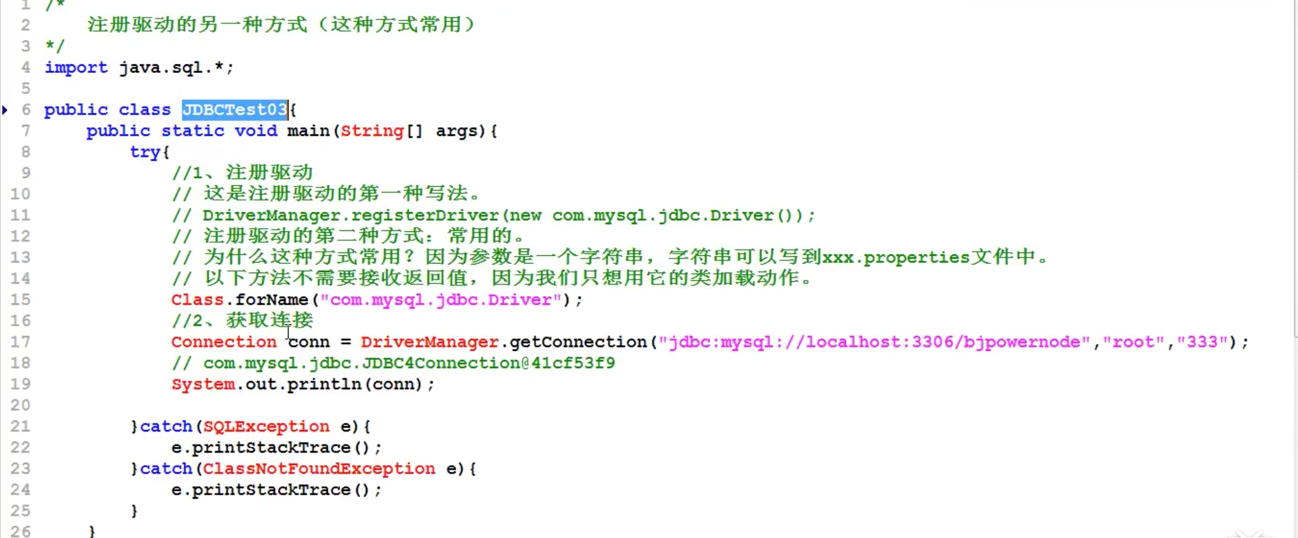 1 /*
2 注册驱动的另一种方式（这种方式常用）
3 */
4 import java.sql.*;
5
6 public class JDBCTest03{
7 public static void main(String[] args){
8 try{
9 //1、注册驱动
10 // 这是注册驱动的第一种写法。
11 // DriverManager.registerDriver(new com.mysql.jdbc.Driver());
12 // 注册驱动的第二种方式：常用的。
13 // 为什么这种方式常用？因为参数是一个字符串，字符串可以写到xxx.properties文件中。
14 // 以下方法不需要接收返回值，因为我们只想用它的类加载动作。
15 Class.forName("com.mysql.jdbc.Driver");
16 //2、获取连接
17 Connection conn = DriverManager.getConnection("jdbc:mysql://localhost:3306/bjpowernode","root","333");
18 // com.mysql.jdbc.JDBC4Connection@41cf53f9
19 System.out.println(conn);
20
21 }catch(SQLException e){
22 e.printStackTrace();
23 }catch(ClassNotFoundException e){
24 e.printStackTrace();
25 }
26 }